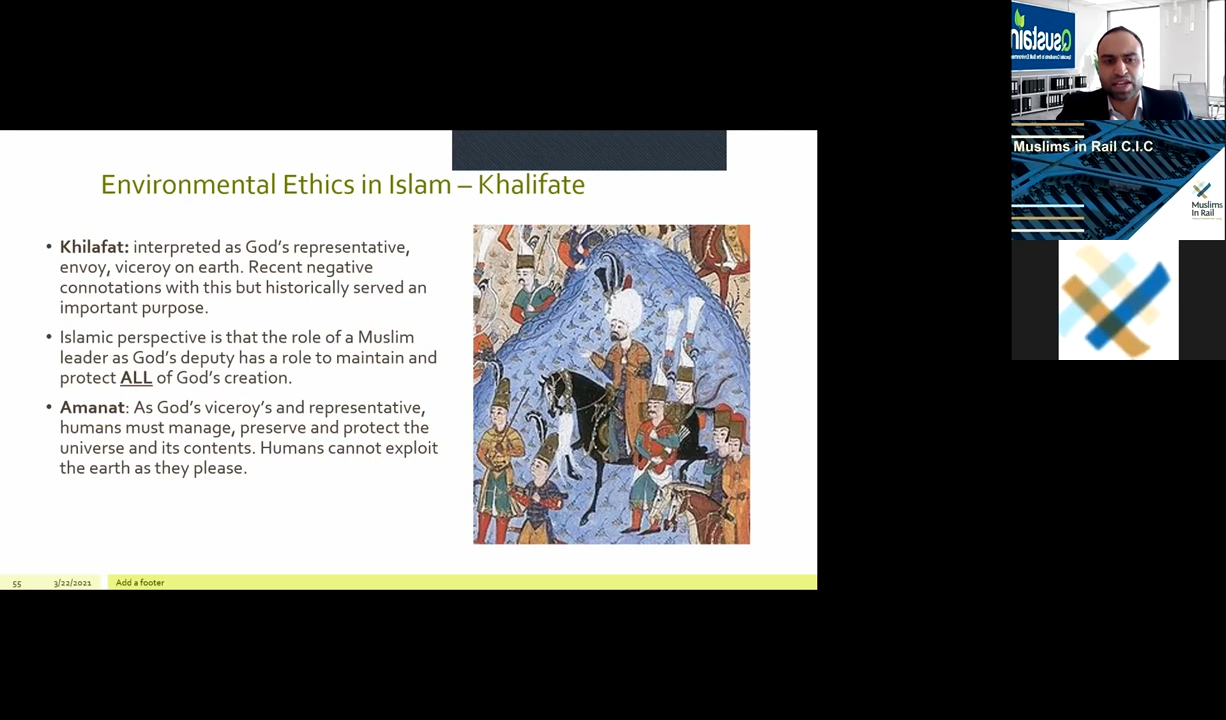 Environmental Ethics in Islam – Khalifate
• Khilafat: interpreted as God's representative,
envoy, viceroy on earth. Recent negative
connotations with this but historically served an
important purpose.
• Islamic perspective is that the role of a Muslim
leader as God's deputy has a role to maintain and
protect ALL of God's creation.
• Amanat: As God's viceroy's and representative,
humans must manage, preserve and protect the
universe and its contents. Humans cannot exploit
the earth as they please.
55
3/22/2021
Add a footer
Qsustain
Muslims in Rail C.I.C
Muslims
In Rail